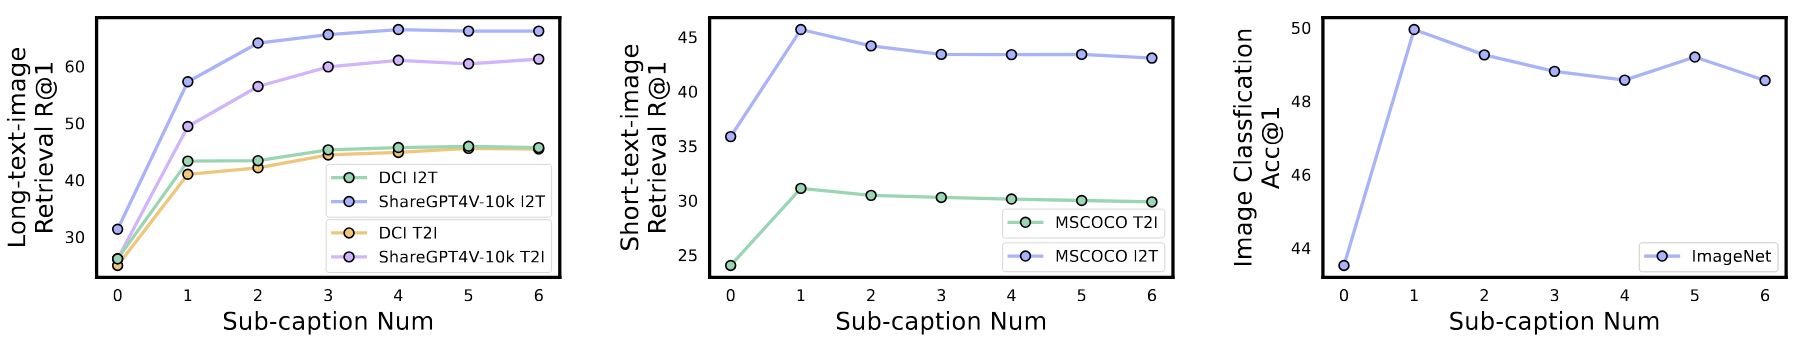 Long-text-image
Retrieval R@1
60
50
40
30
DCI I2T
ShareGPT4V-10k I2T
DCI T2I
ShareGPT4V-10k T2I
0 1 2 3 4 5 6
Sub-caption Num
Short-text-image
Retrieval R@1
45
40
35
30
25
MSCOCO T2I
MSCOCO I2T
0 1 2 3 4 5 6
Sub-caption Num
Image Classfication
Acc@1
50
48
46
44
ImageNet
0 1 2 3 4 5 6
Sub-caption Num